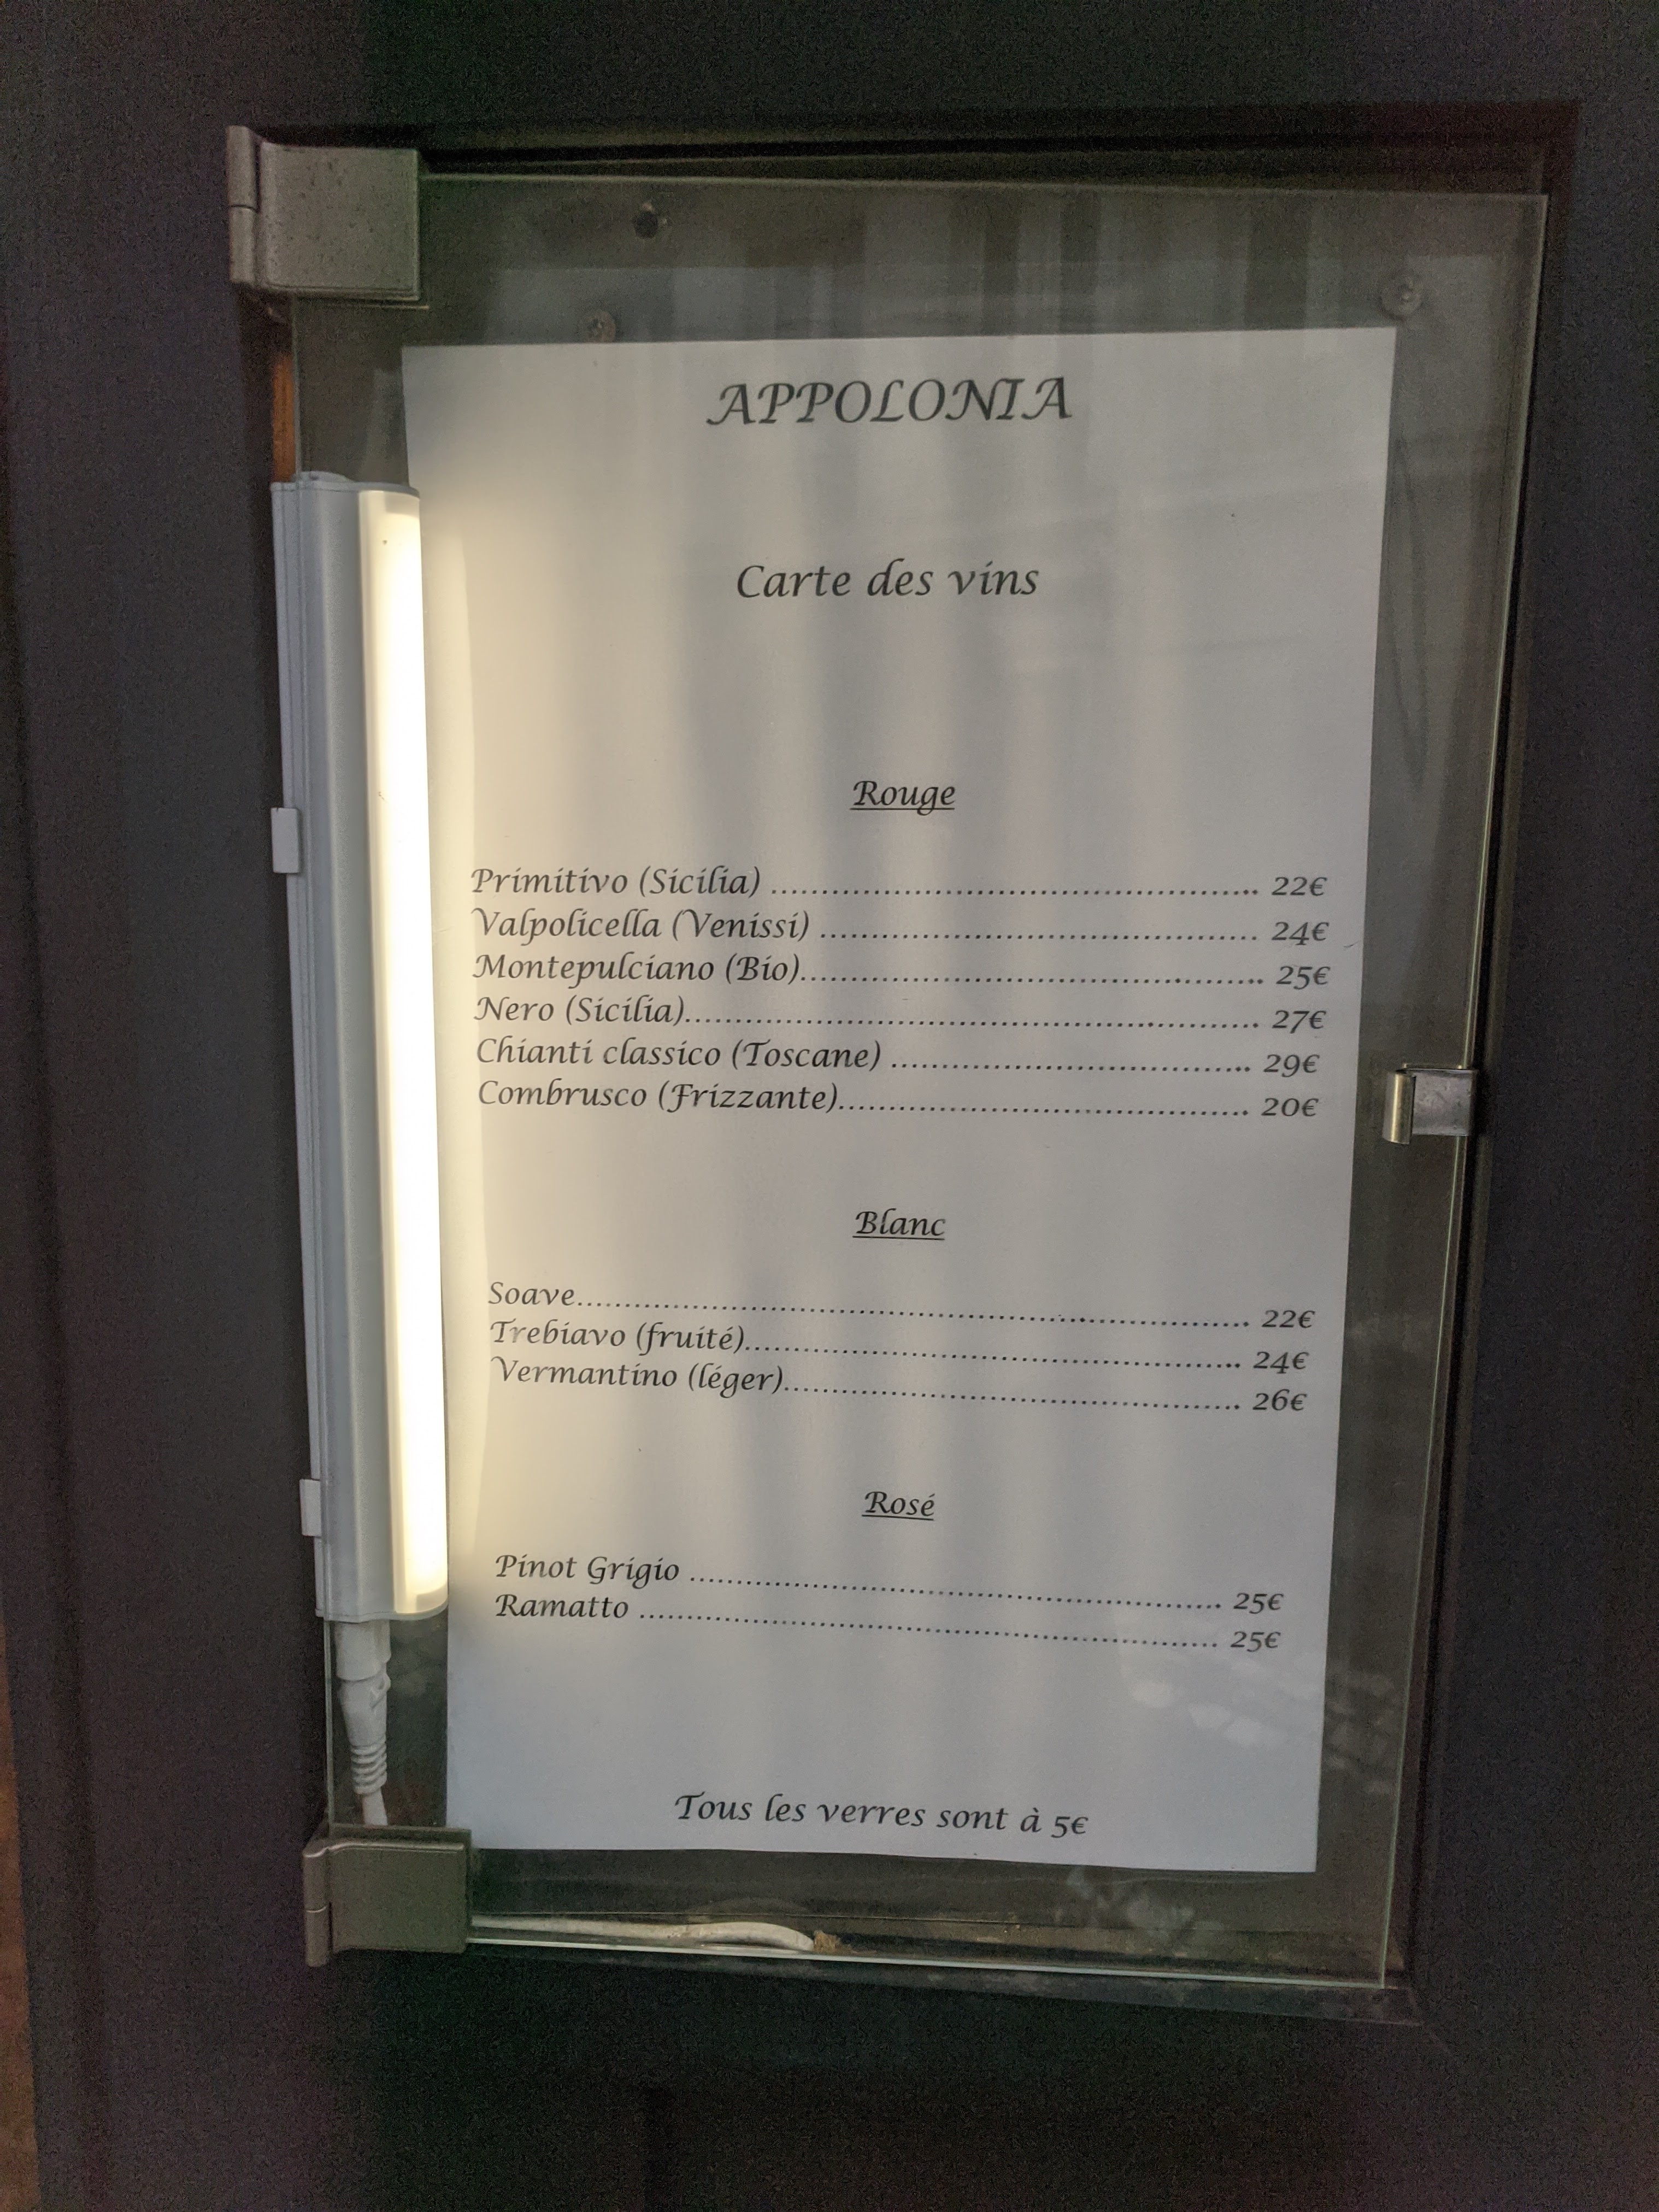 APPOLONIA
Carte des vins
Rouge
Primitivo (Sicilia) ........................................................ 22€
Valpolicella (Venissi) .................................................. 24€
Montepulciano (Bio)..................................................... 25€
Nero (Sicilia).................................................................. 27€
Chianti classico (Toscane) ......................................... 29€
Combrusco (Frizzante)............................................... 20€
Blanc
Soave............................................................................ 22€
Trebiavo (fruité)......................................................... 24€
Vermantino (léger)..................................................... 26€
Rosé
Pinot Grigio ............................................................... 25€
Ramatto ..................................................................... 25€
Tous les verres sont à 5€